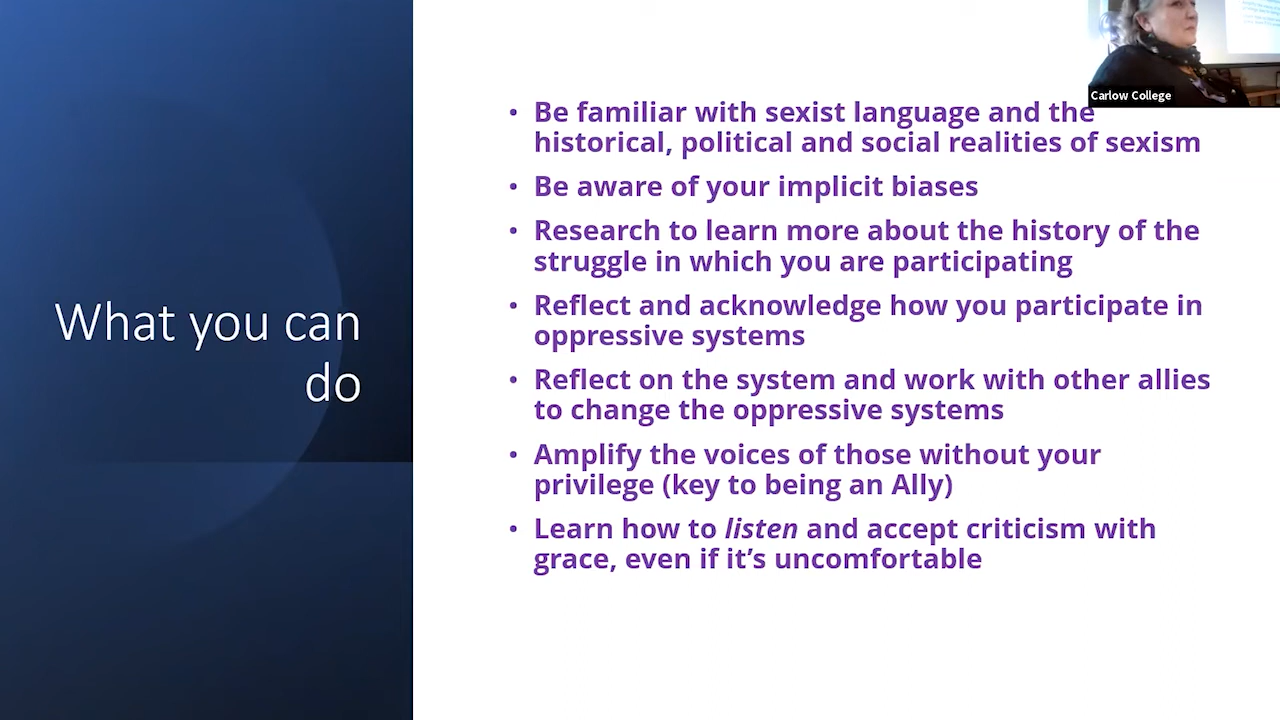 Carlow College
What you can
do
• Be familiar with sexist language and the
historical, political and social realities of sexism
• Be aware of your implicit biases
• Research to learn more about the history of the
struggle in which you are participating
• Reflect and acknowledge how you participate in
oppressive systems
• Reflect on the system and work with other allies
to change the oppressive systems
• Amplify the voices of those without your
privilege (key to being an Ally)
• Learn how to listen and accept criticism with
grace, even if it’s uncomfortable